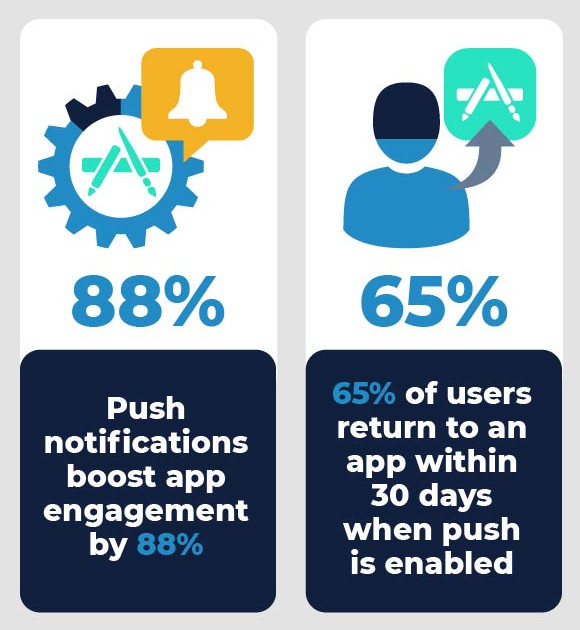 88%
Push
notifications
boost app
engagement
by 88%
65%
65% of users
return to an
app within
30 days
when push
is enabled